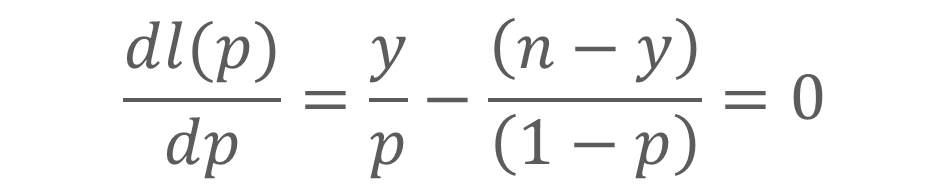 dl(p)/dp = y/p − (n − y)/(1 − p) = 0